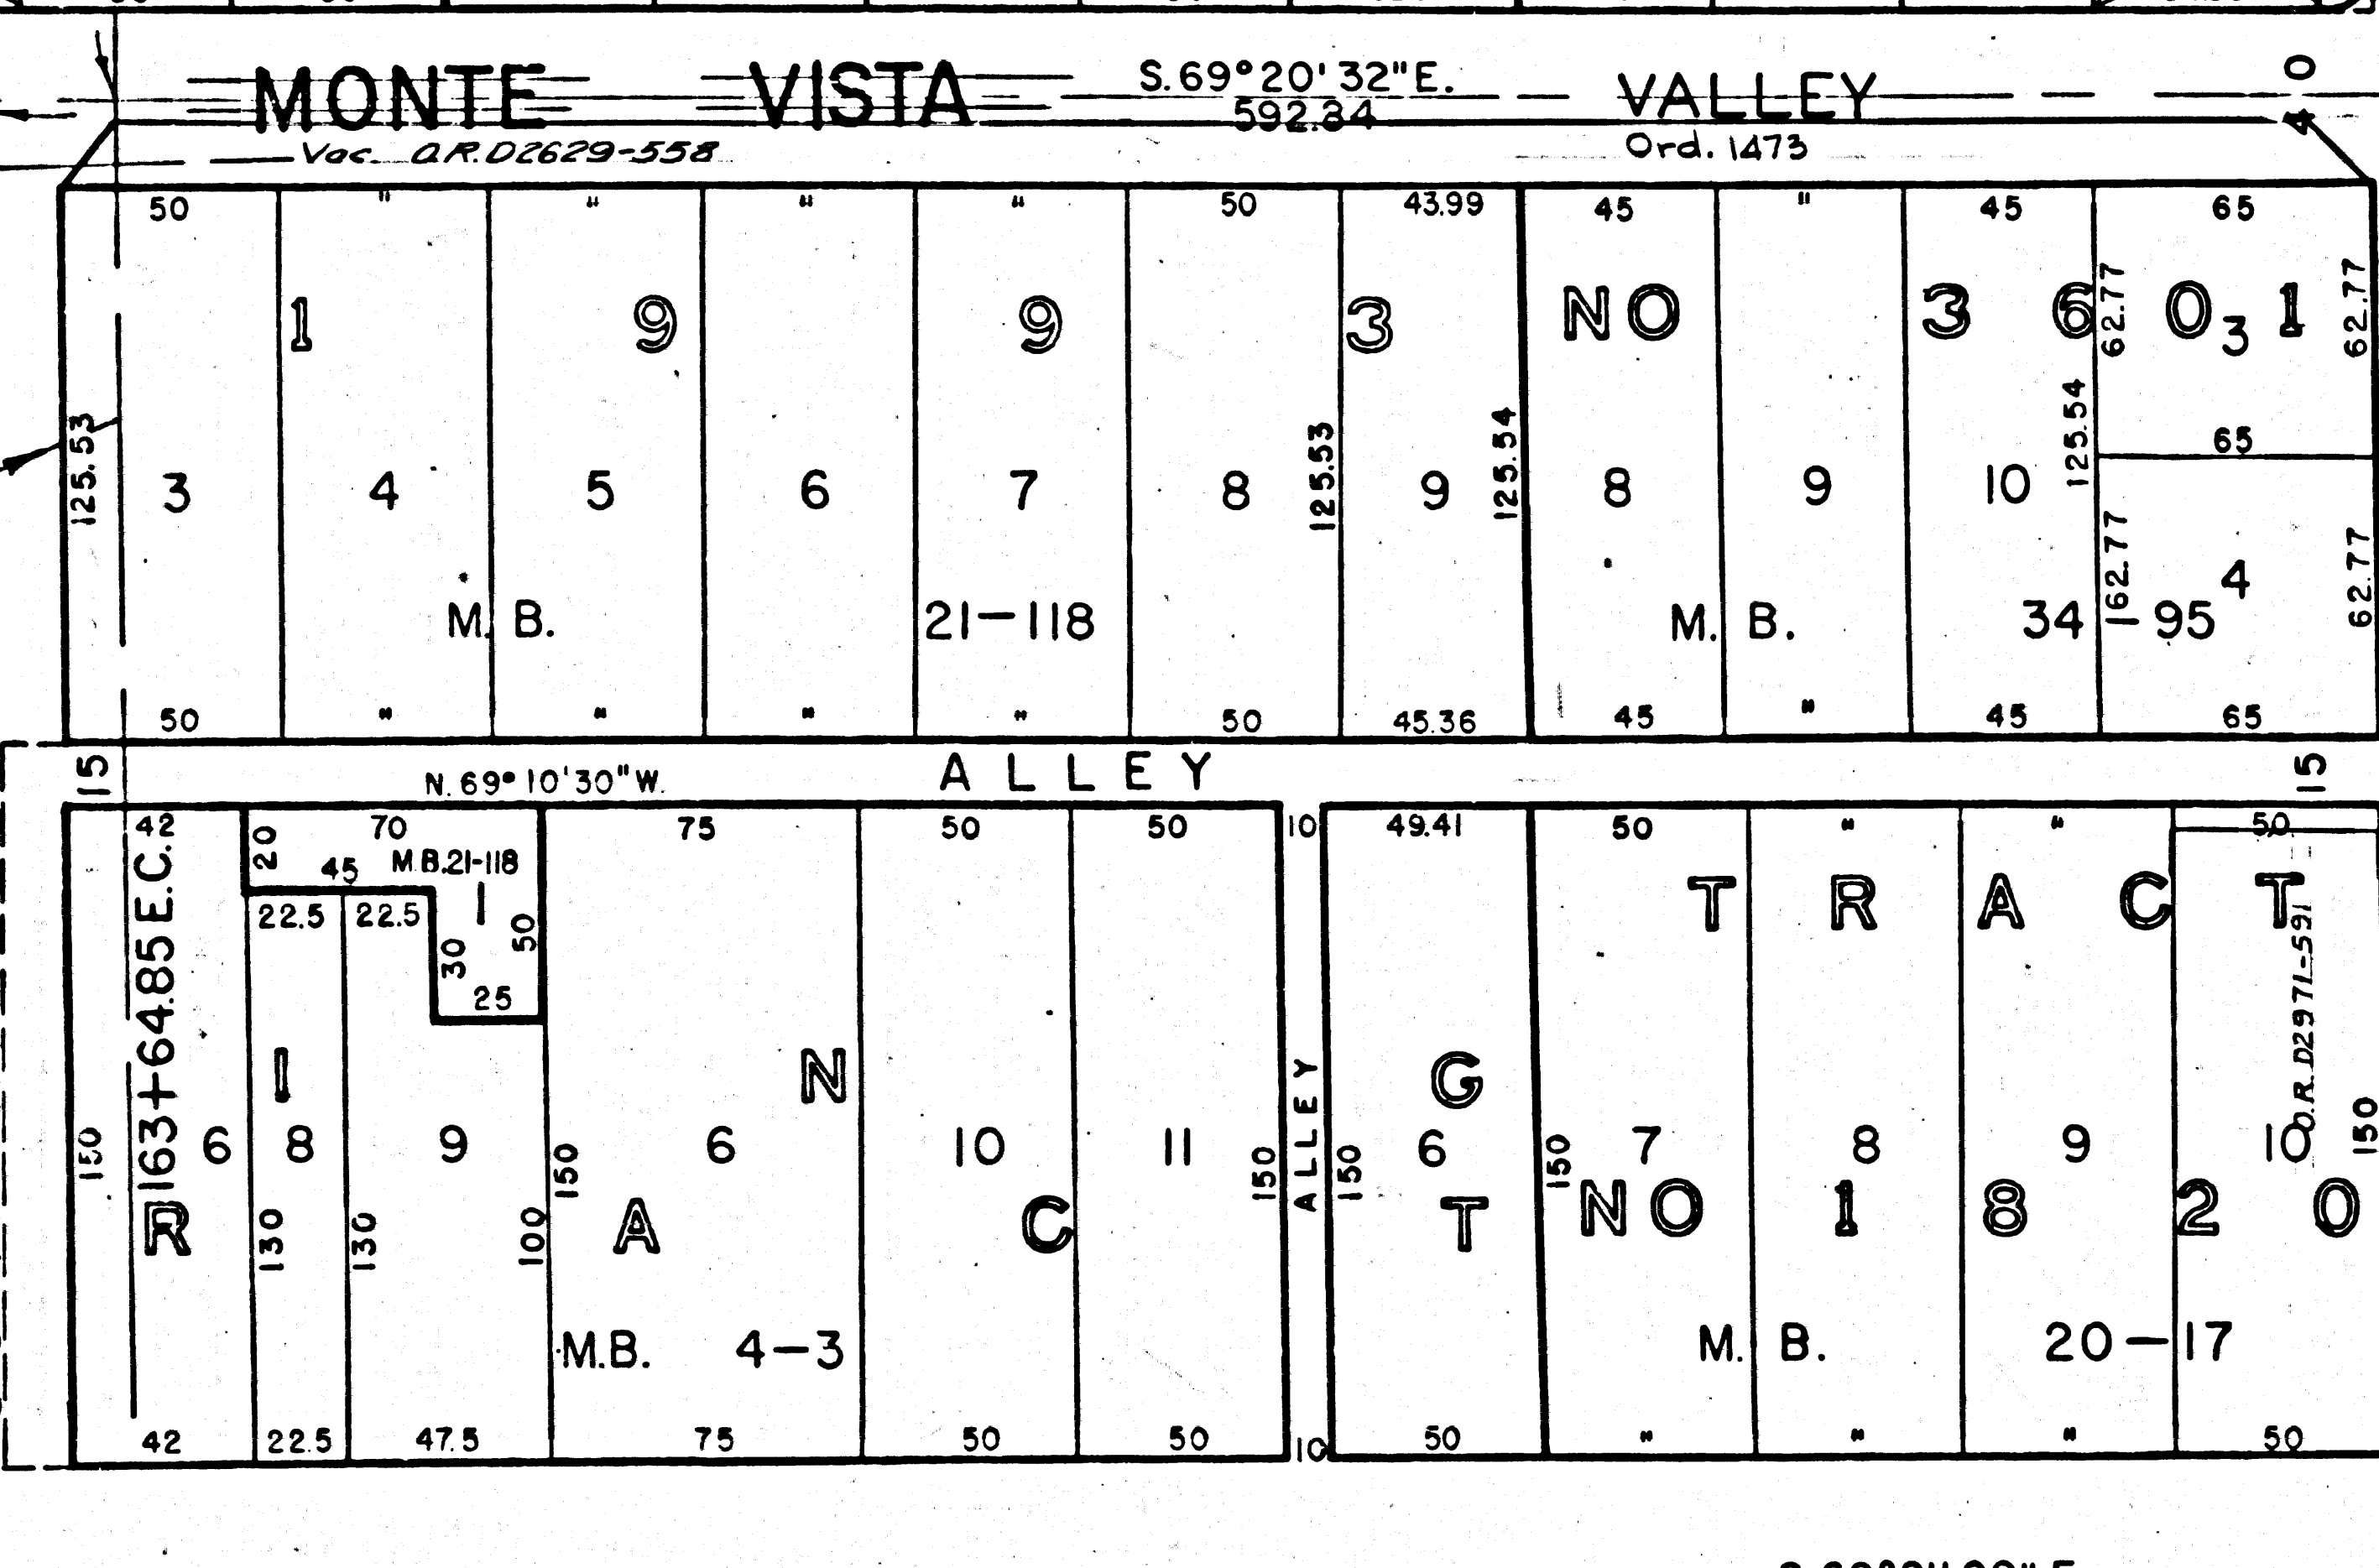 MONTE VISTA S.69°20'32"E. VALLEY 40
592.84
Vac. O.R.D2629-558 Ord. 1473
50 " " " " 50 43.99 45 " 45 65
1 9 9 3 NO 3 6 0 1
62.77 3 62.77
125.53 125.53 125.54 125.54 65
3 4 5 6 7 8 9 8 9 10
162.77 4 62.77
M. B. 21-118 M. B. 34-95
50 " " " " 50 45.36 45 " 45 65
15 N.69°10'30"W. ALLEY 15
42 70 75 50 50 10 49.41 50 " " 50
20 45 M.B.21-118
22.5 22.5 1 50 T R A C T
163+64.85 E.C. 30 25 O.R.D2971-591
I N G
150 6 8 9 150 6 10 11 150 ALLEY 150 6 150 7 8 9 10 150
R 130 130 100 A C T NO 1 8 2 0
M.B. 4-3 M. B. 20-17
42 22.5 47.5 75 50 50 10 50 " " " 50